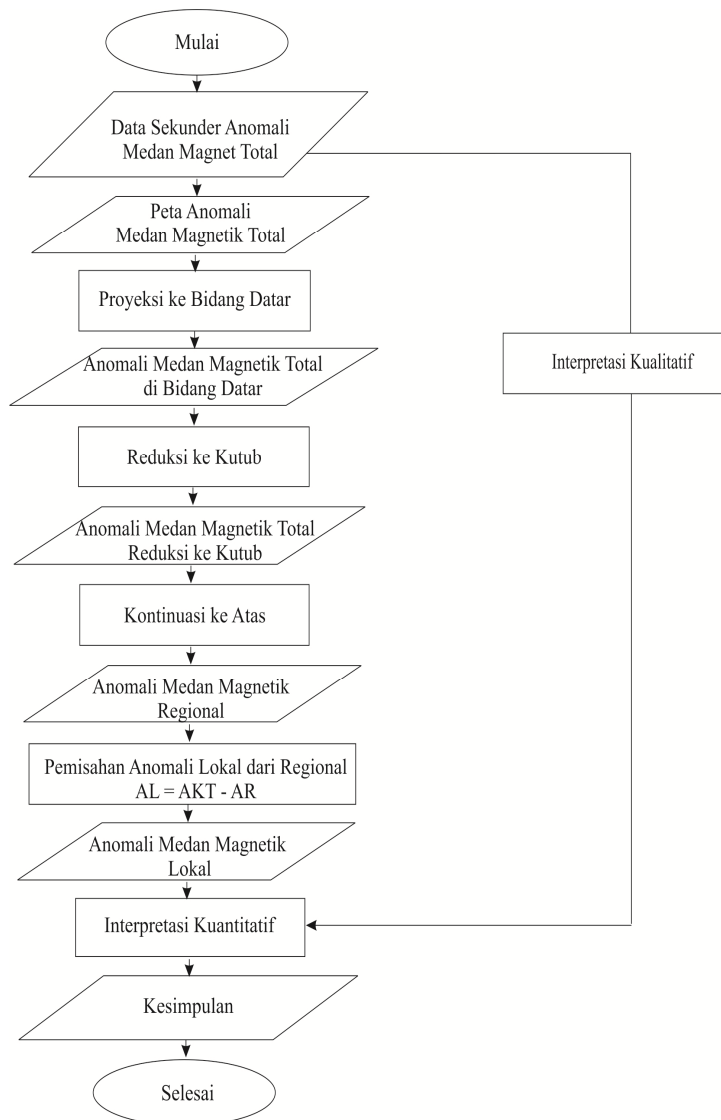 Mulai
Data Sekunder Anomali
Medan Magnet Total
Peta Anomali
Medan Magnetik Total
Proyeksi ke Bidang Datar
Anomali Medan Magnetik Total
di Bidang Datar
Interpretasi Kualitatif
Reduksi ke Kutub
Anomali Medan Magnetik Total
Reduksi ke Kutub
Kontinuasi ke Atas
Anomali Medan Magnetik
Regional
Pemisahan Anomali Lokal dari Regional
AL = AKT - AR
Anomali Medan Magnetik
Lokal
Interpretasi Kuantitatif
Kesimpulan
Selesai